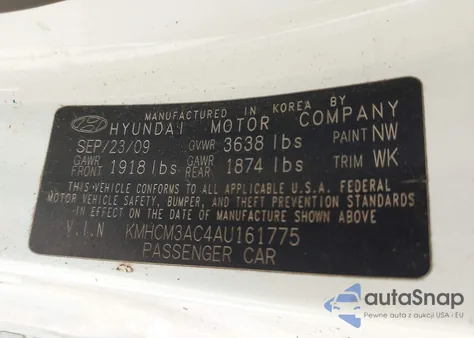 MANUFACTURED IN KOREA BY
HYUNDAI MOTOR COMPANY
SEP/23/09 GVWR 3638 lbs PAINT NW
GAWR FRONT 1918 lbs GAWR REAR 1874 lbs TRIM WK
THIS VEHICLE CONFORMS TO ALL APPLICABLE U.S.A. FEDERAL
MOTOR VEHICLE SAFETY, BUMPER, AND THEFT PREVENTION STANDARDS
IN EFFECT ON THE DATE OF MANUFACTURE SHOWN ABOVE
V.I.N KMHCM3AC4AU161775
PASSENGER CAR
autoSnap
Pewne auta z aukcji USA i EU